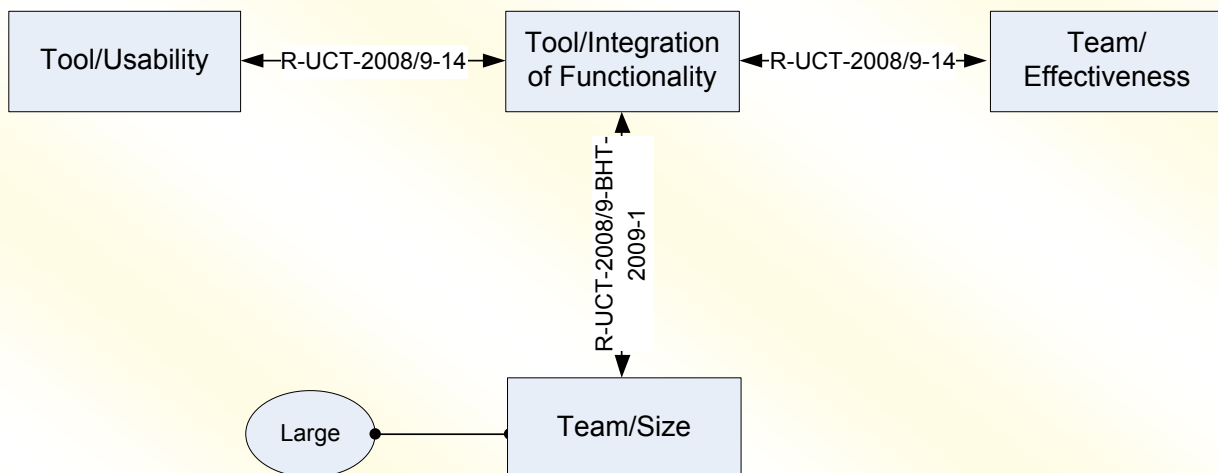 Tool/Usability
R-UCT-2008/9-14
Tool/Integration
of Functionality
R-UCT-2008/9-14
Team/
Effectiveness
R-UCT-2008/9-BHT-
2009-1
Large
Team/Size